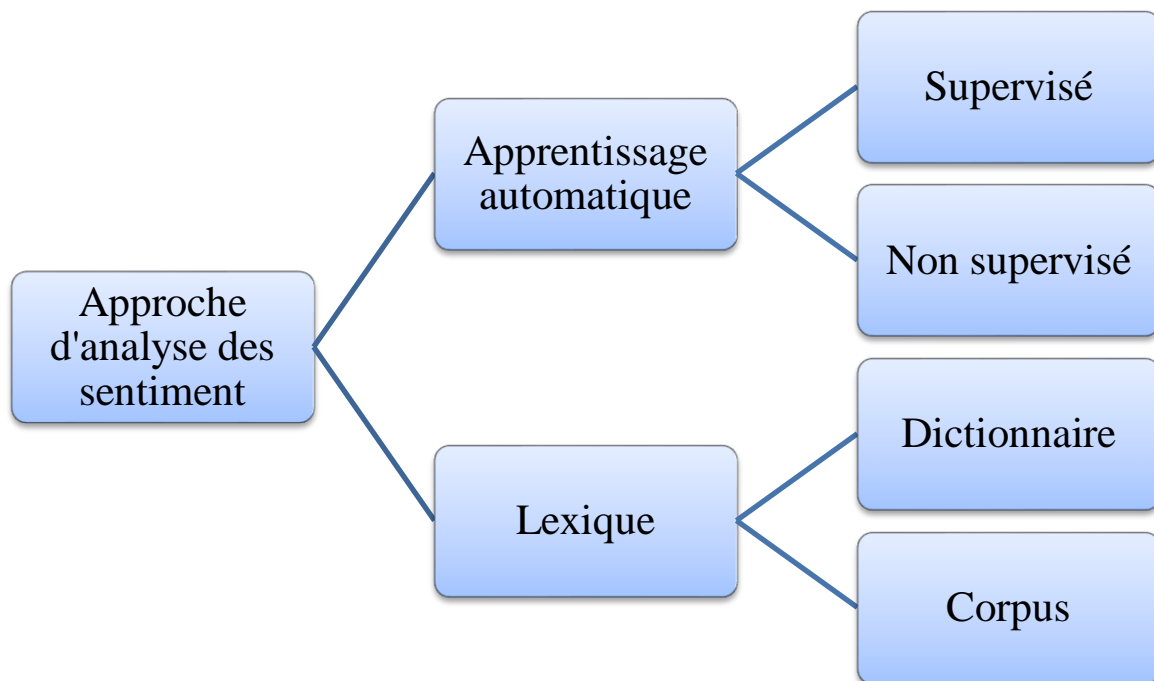 Approche
d'analyse des
sentiment
Apprentissage
automatique
Supervisé
Non supervisé
Lexique
Dictionnaire
Corpus